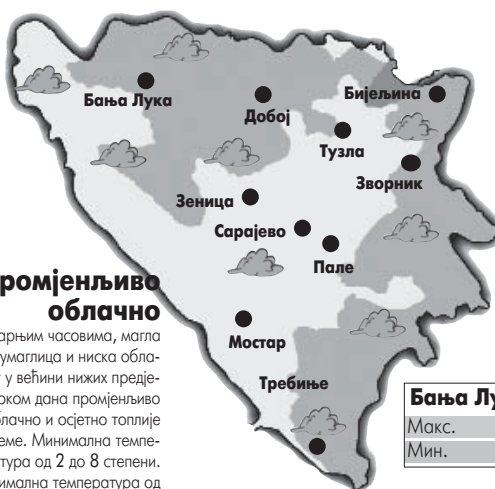 Бања Лука
Добој
Бијељина
Тузла
Зворник
Зеница
Сарајево
Пале
Мостар
Требиње
ромјенљиво
облачно
арњим часовима, магла
умаглица и ниска обла-
у већини нижих предје-
оком дана промјенљиво
блачно и осјетно топлије
еме. Минимална темпе-
тура од 2 до 8 степени.
имална температура од
Бања Лу
Макс.
Мин.